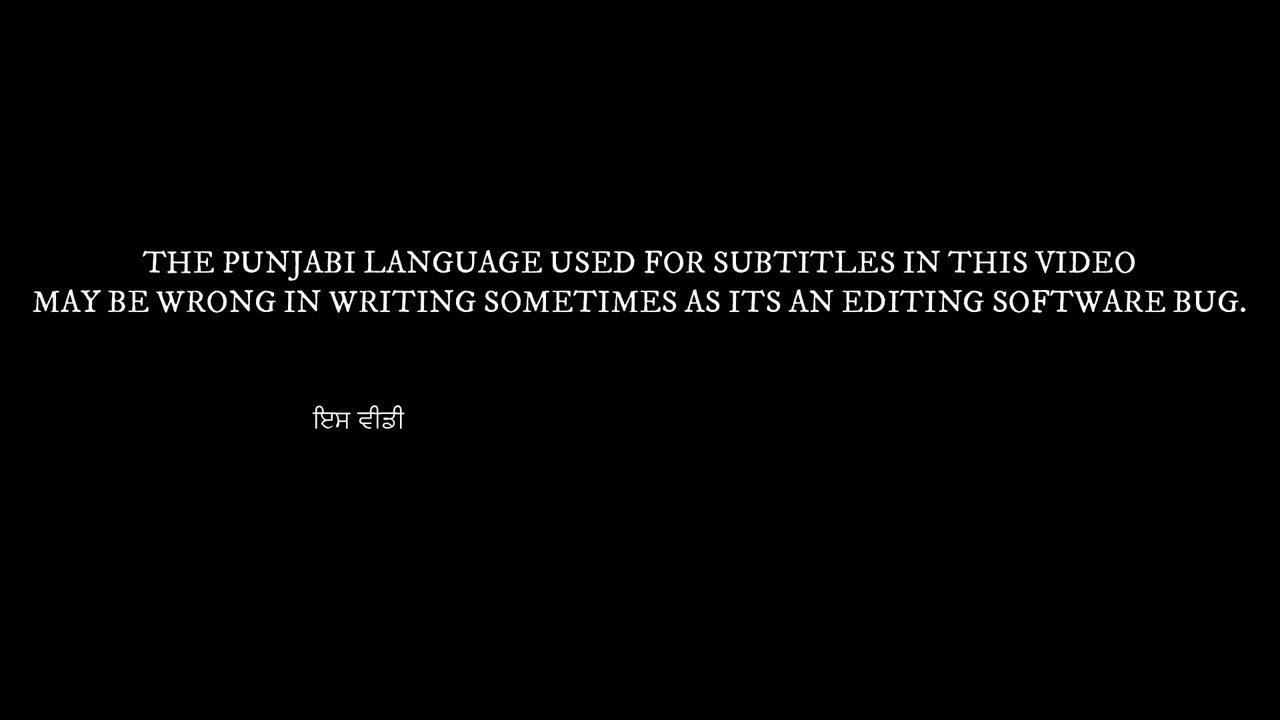 THE PUNJABI LANGUAGE USED FOR SUBTITLES IN THIS VIDEO
MAY BE WRONG IN WRITING SOMETIMES AS ITS AN EDITING SOFTWARE BUG.
ਇਸ ਵੀਡੀ